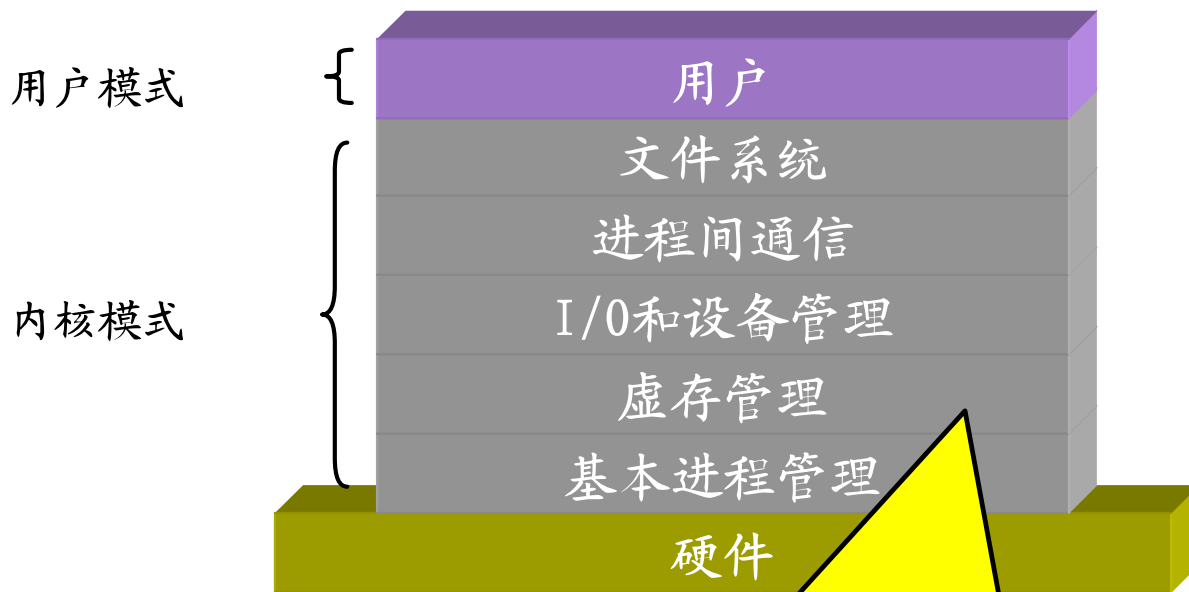 用户模式
用户
文件系统
进程间通信
内核模式
I/O和设备管理
虚存管理
基本进程管理
硬件